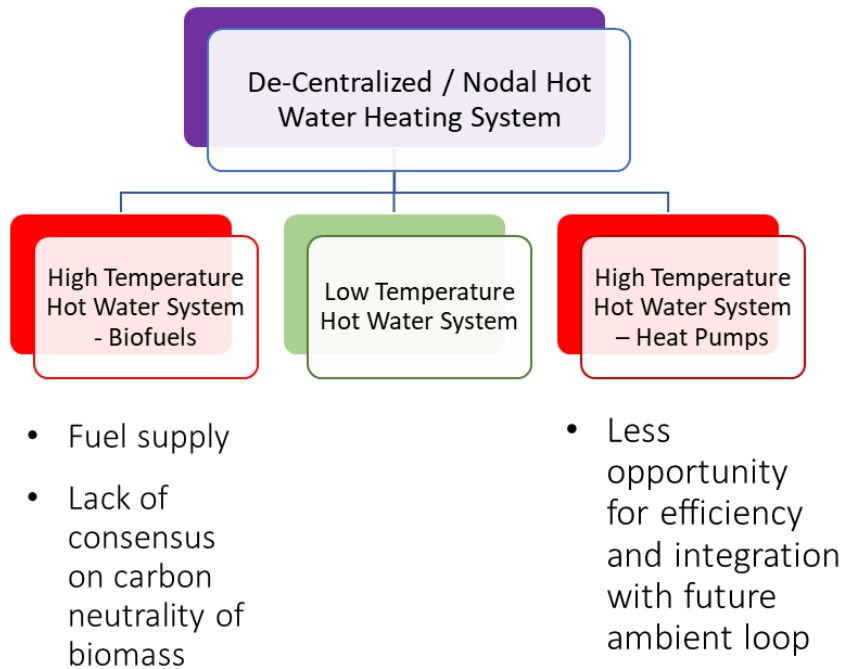 De-Centralized / Nodal Hot
Water Heating System
High Temperature
Hot Water System
- Biofuels
Low Temperature
Hot Water System
High Temperature
Hot Water System
– Heat Pumps
• Fuel supply
• Lack of
consensus
on carbon
neutrality of
biomass
• Less
opportunity
for efficiency
and integration
with future
ambient loop